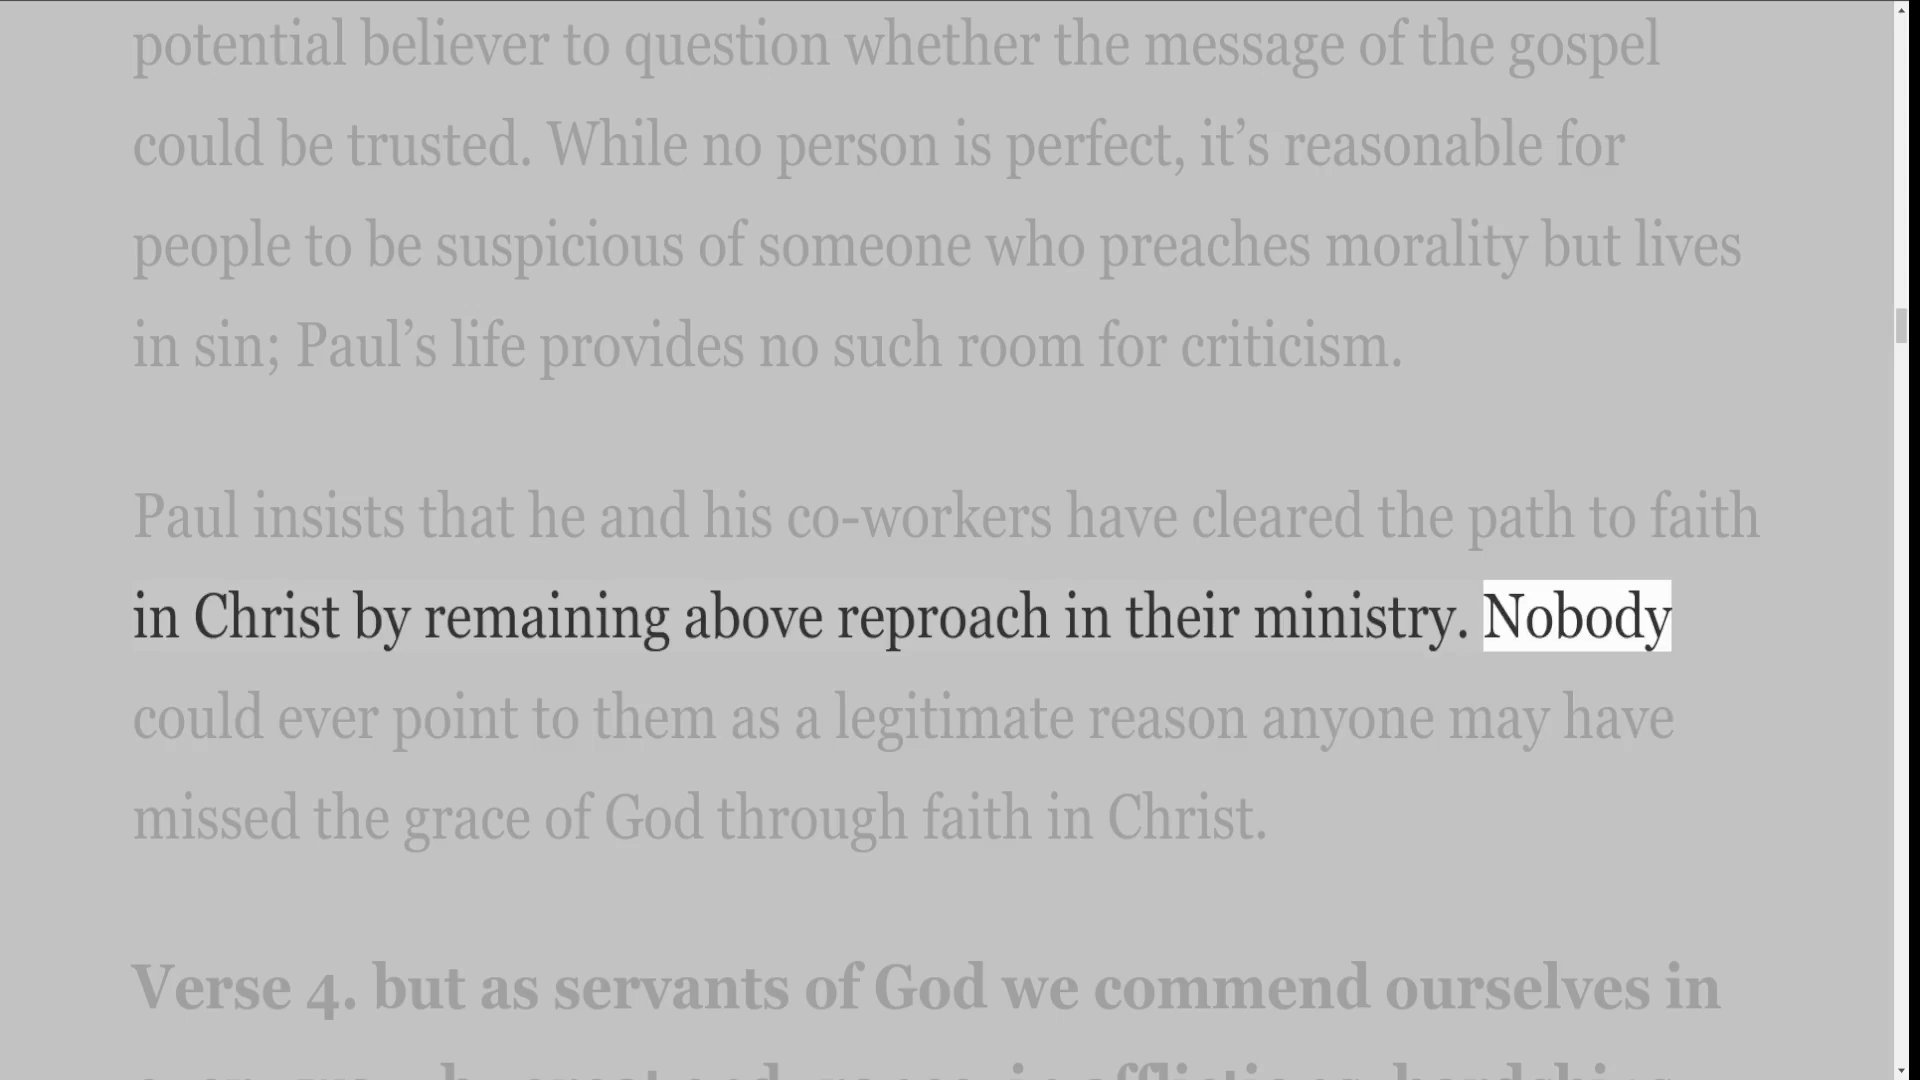 potential believer to question whether the message of the gospel
could be trusted. While no person is perfect, it’s reasonable for
people to be suspicious of someone who preaches morality but lives
in sin; Paul’s life provides no such room for criticism.
Paul insists that he and his co-workers have cleared the path to faith
in Christ by remaining above reproach in their ministry. Nobody
could ever point to them as a legitimate reason anyone may have
missed the grace of God through faith in Christ.
Verse 4. but as servants of God we commend ourselves in